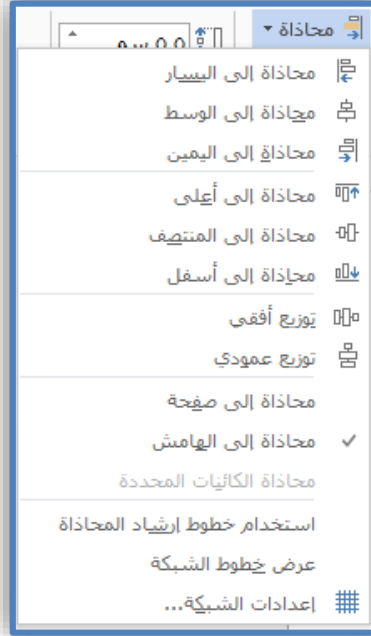 محاذاة
محاذاة إلى اليسار
محاذاة إلى الوسط
محاذاة إلى اليمين
محاذاة إلى أعلى
محاذاة إلى المنتصف
محاذاة إلى أسفل
توزيع أفقي
توزيع عمودي
محاذاة إلى صفحة
محاذاة إلى الهامش
محاذاة الكائنات المحددة
استخدام خطوط إرشاد المحاذاة
عرض خطوط الشبكة
إعدادات الشبكة...